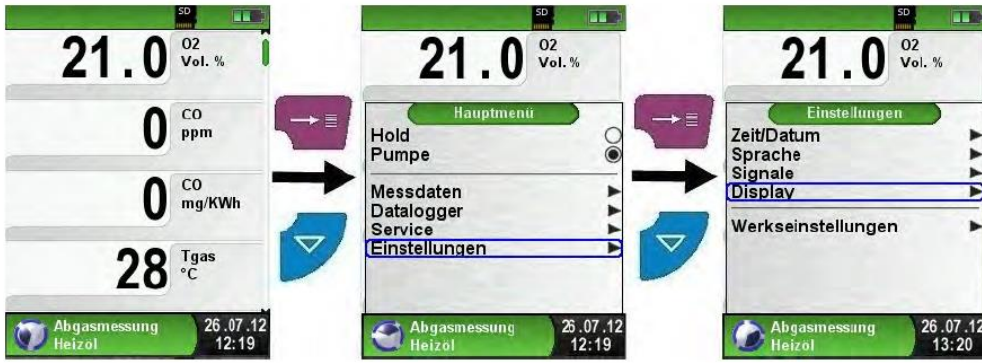 SD
21.0 O2 Vol. %
0 CO ppm
0 CO mg/KWh
28 Tgas °C
Abgasmessung 26.07.12
Heizöl 12:19
SD
21.0 O2 Vol. %
Hauptmenü
Hold
Pumpe
Messdaten
Datalogger
Service
Einstellungen
Abgasmessung 26.07.12
Heizöl 12:19
SD
21.0 O2 Vol. %
Einstellungen
Zeit/Datum
Sprache
Signale
Display
Werkseinstellungen
Abgasmessung 26.07.12
Heizöl 13:20